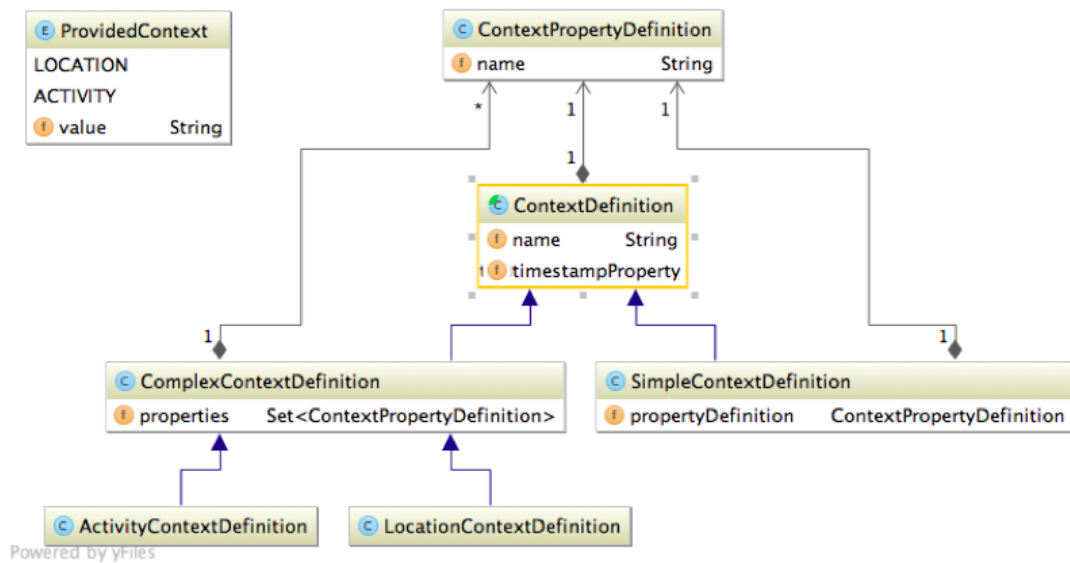 E ProvidedContext
LOCATION
ACTIVITY
f value String
C ContextPropertyDefinition
f name String
* 1 1
1
C ContextDefinition
f name String
f timestampProperty
1 1
C ComplexContextDefinition
f properties Set<ContextPropertyDefinition>
C SimpleContextDefinition
f propertyDefinition ContextPropertyDefinition
C ActivityContextDefinition
C LocationContextDefinition
Powered by yFiles